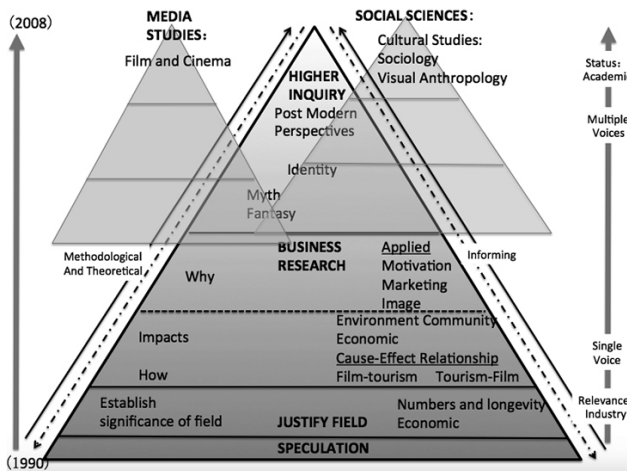 (2008)
MEDIA
STUDIES:
Film and Cinema
SOCIAL SCIENCES:
Cultural Studies:
Sociology
Visual Anthropology
Status:
Academi
HIGHER
INQUIRY
Post Modern
Perspectives
Multiple
Voices
Identity
Myth
Fantasy
Methodological
And Theoretical
BUSINESS
RESEARCH
Applied
Motivation
Marketing
Image
Informing
Why
Environment Community
Economic
Impacts
Cause-Effect Relationship
Single
Voice
How
Film-tourism Tourism-Film
Establish
significance of field
JUSTIFY FIELD
Numbers and longevity
Economic
Relevance
Industry
SPECULATION
(1990)